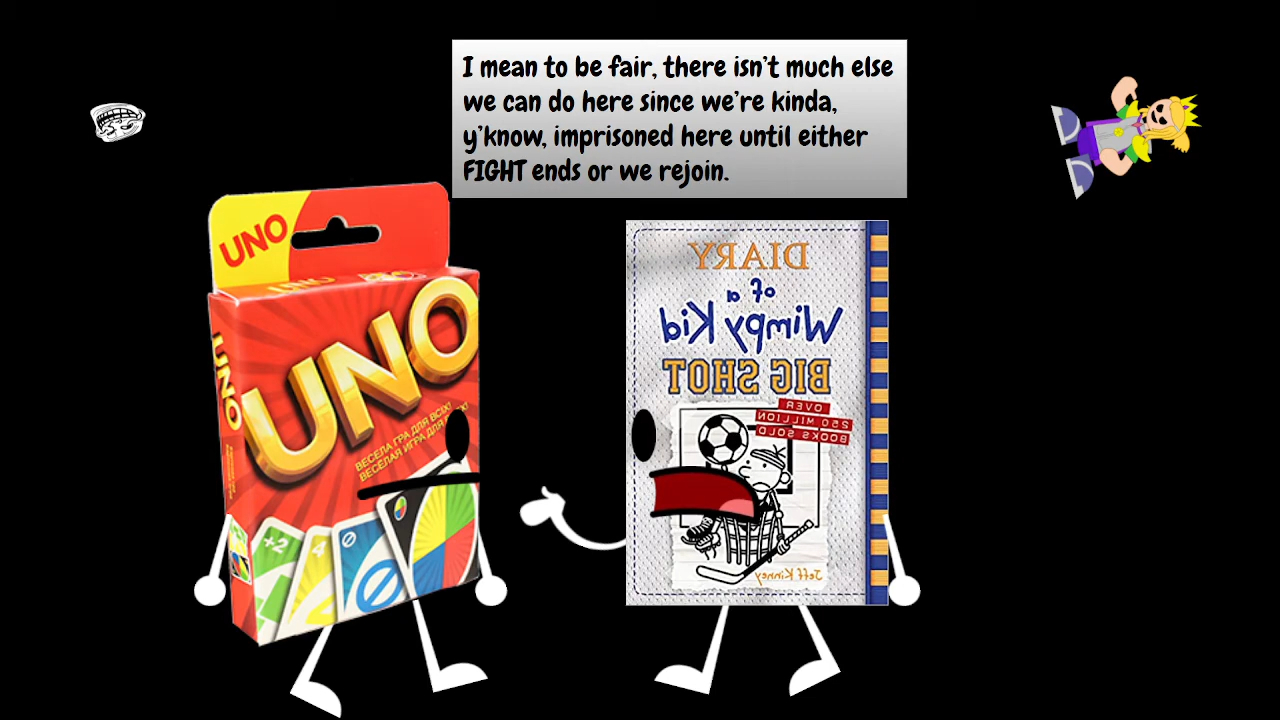 I mean to be fair, there isn't much else
we can do here since we're kinda,
y'know, imprisoned here until either
FIGHT ends or we rejoin.
UNO
UNO
UNO
UNO
ВЕСЕЛА ГРА ДЛЯ ВСІХ!
ВЕСЁЛАЯ ИГРА ДЛЯ
+2
4
DIARY
of a
Wimpy Kid
BIG SHOT
OVER
250 MILLION
BOOKS SOLD
Jeff Kinney